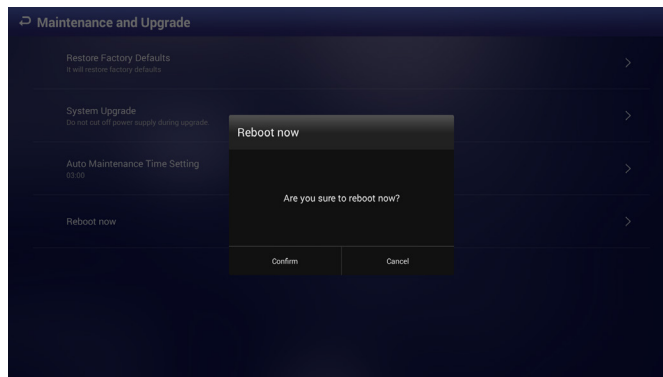 Maintenance and Upgrade
Restore Factory Defaults
It will restore factory defaults
System Upgrade
Do not cut off power supply during upgrade
Auto Maintenance Time Setting
03:00
Reboot now
Reboot now
Are you sure to reboot now?
Confirm
Cancel